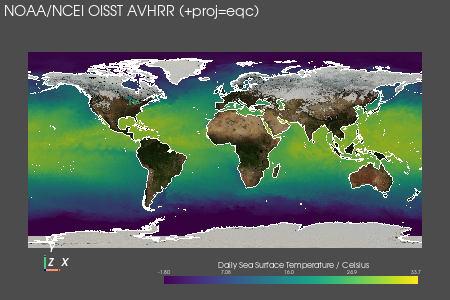 NOAA/NCEI OISST AVHRR (+proj=eqc)
Z X
Daily Sea Surface Temperature / Celsius
-1.80 7.08 16.0 24.9 33.7